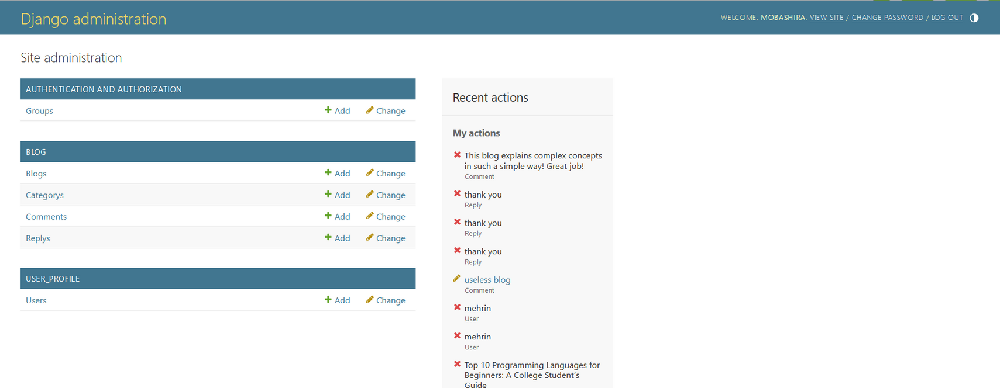 Django administration
WELCOME, MOBASHIRA. VIEW SITE / CHANGE PASSWORD / LOG OUT
Site administration
AUTHENTICATION AND AUTHORIZATION
Groups Add Change
BLOG
Blogs Add Change
Categorys Add Change
Comments Add Change
Replys Add Change
USER_PROFILE
Users Add Change
Recent actions
My actions
This blog explains complex concepts
in such a simple way! Great job!
Comment
thank you
Reply
thank you
Reply
thank you
Reply
useless blog
Comment
mehrin
User
mehrin
User
Top 10 Programming Languages for
Beginners: A College Student’s
Guide